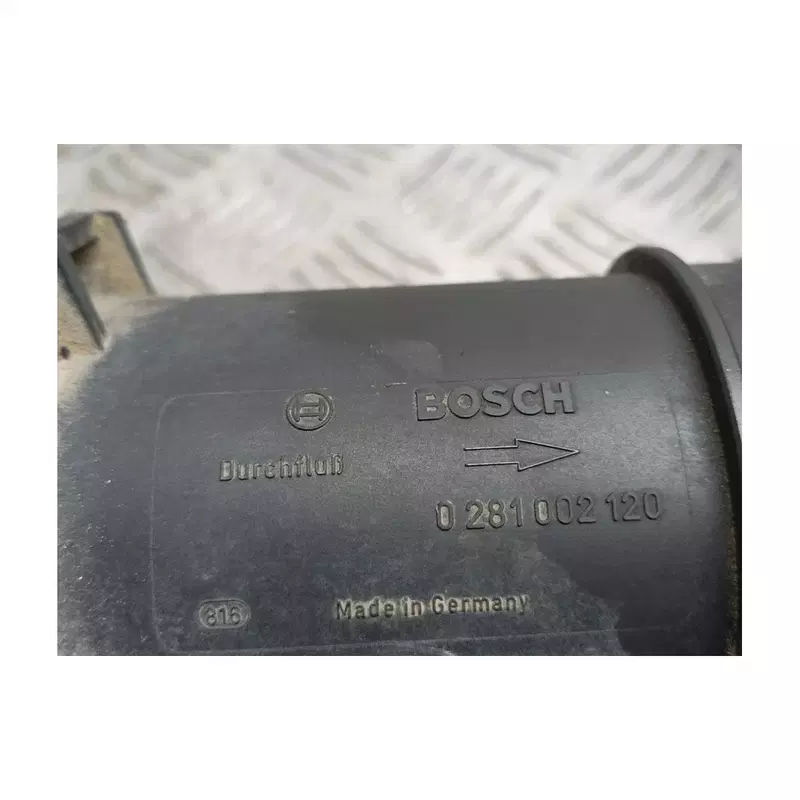 BOSCH
Durchfluß
0 281 002 120
816
Made in Germany